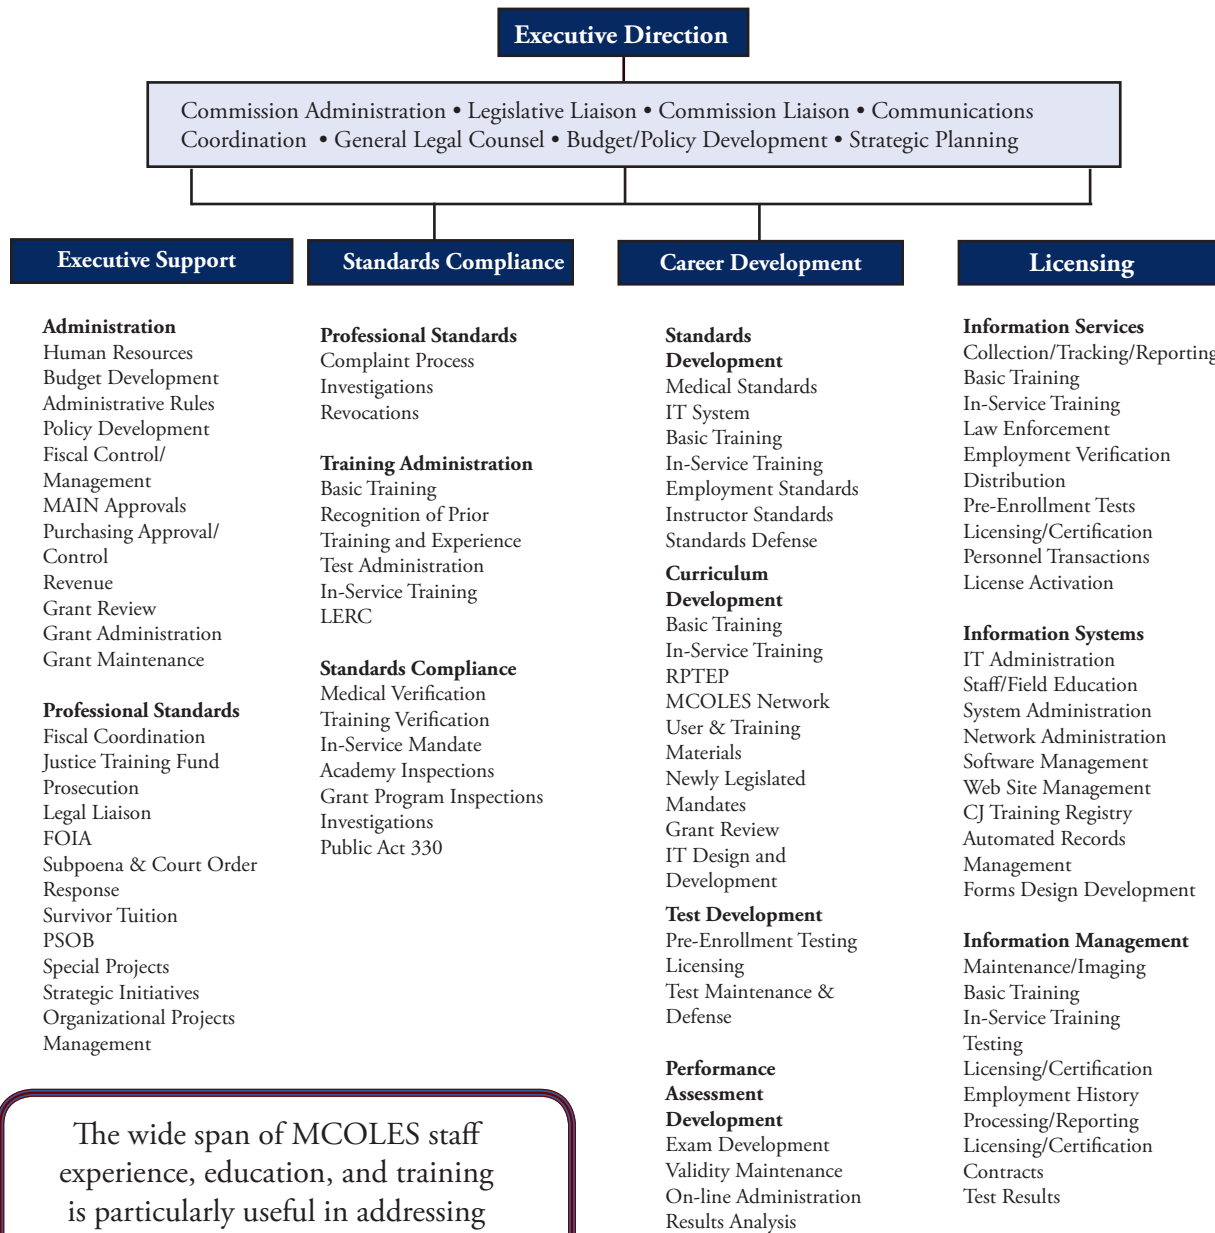 Executive Direction
Commission Administration • Legislative Liaison • Commission Liaison • Communications
Coordination • General Legal Counsel • Budget/Policy Development • Strategic Planning
Executive Support
Administration
Human Resources
Budget Development
Administrative Rules
Policy Development
Fiscal Control/
Management
MAIN Approvals
Purchasing Approval/
Control
Revenue
Grant Review
Grant Administration
Grant Maintenance
Professional Standards
Fiscal Coordination
Justice Training Fund
Prosecution
Legal Liaison
FOIA
Subpoena & Court Order
Response
Survivor Tuition
PSOB
Special Projects
Strategic Initiatives
Organizational Projects
Management
Standards Compliance
Professional Standards
Complaint Process
Investigations
Revocations
Training Administration
Basic Training
Recognition of Prior
Training and Experience
Test Administration
In-Service Training
LERC
Standards Compliance
Medical Verification
Training Verification
In-Service Mandate
Academy Inspections
Grant Program Inspections
Investigations
Public Act 330
Career Development
Standards
Development
Medical Standards
IT System
Basic Training
In-Service Training
Employment Standards
Instructor Standards
Standards Defense
Curriculum
Development
Basic Training
In-Service Training
RPTEP
MCOLES Network
User & Training
Materials
Newly Legislated
Mandates
Grant Review
IT Design and
Development
Test Development
Pre-Enrollment Testing
Licensing
Test Maintenance &
Defense
Performance
Assessment
Development
Exam Development
Validity Maintenance
On-line Administration
Results Analysis
Licensing
Information Services
Collection/Tracking/Reporting
Basic Training
In-Service Training
Law Enforcement
Employment Verification
Distribution
Pre-Enrollment Tests
Licensing/Certification
Personnel Transactions
License Activation
Information Systems
IT Administration
Staff/Field Education
System Administration
Network Administration
Software Management
Web Site Management
CJ Training Registry
Automated Records
Management
Forms Design Development
Information Management
Maintenance/Imaging
Basic Training
In-Service Training
Testing
Licensing/Certification
Employment History
Processing/Reporting
Licensing/Certification
Contracts
Test Results
The wide span of MCOLES staff
experience, education, and training
is particularly useful in addressing